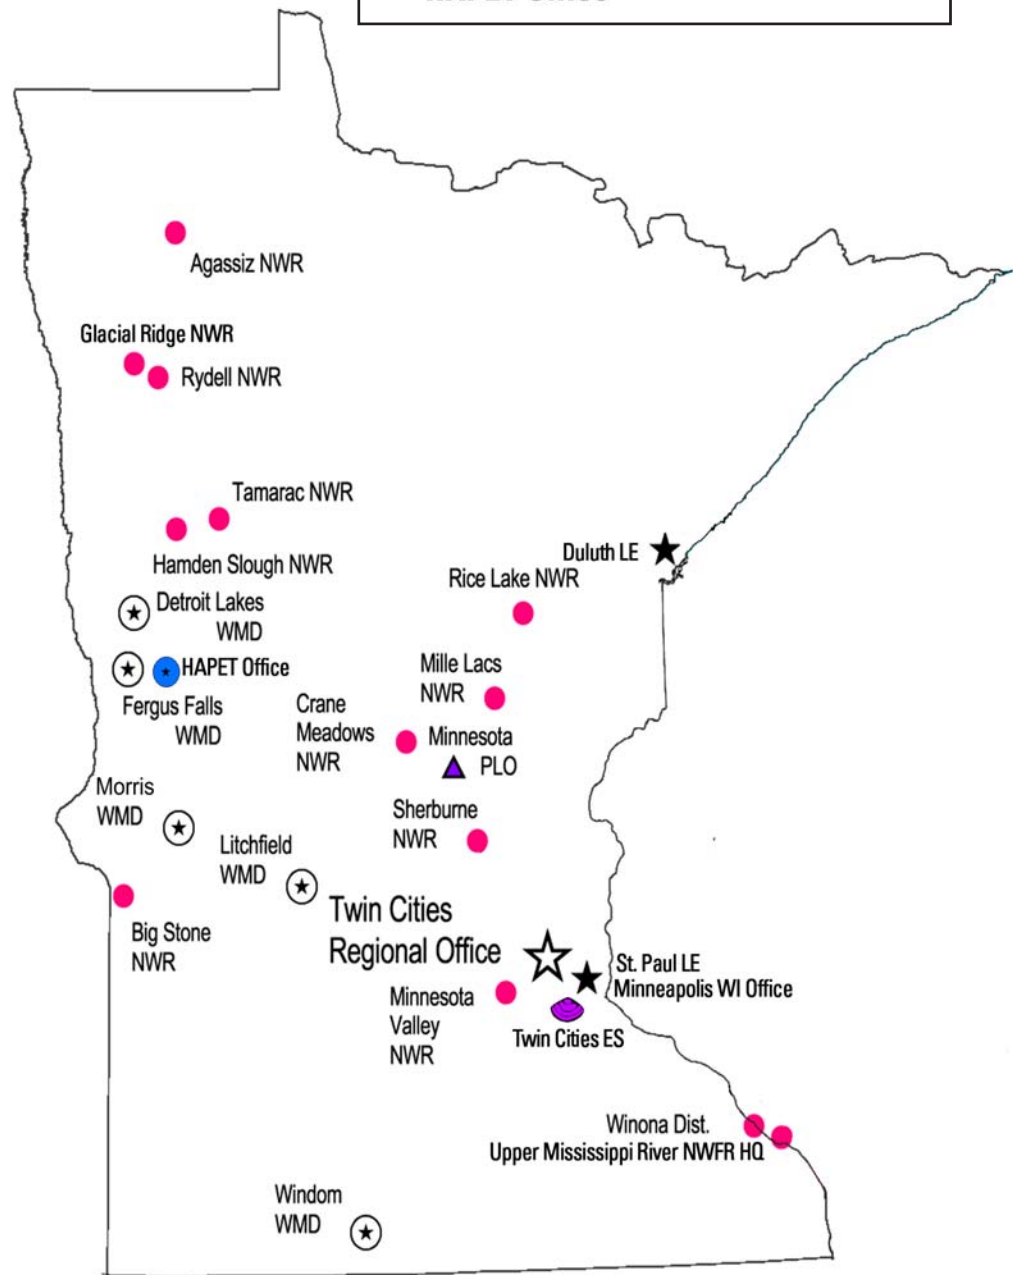 Agassiz NWR
Glacial Ridge NWR
Rydell NWR
Tamarac NWR
Hamden Slough NWR
Duluth LE
Rice Lake NWR
Detroit Lakes
WMD
HAPET Office
Fergus Falls
WMD
Mille Lacs
NWR
Crane
Meadows
NWR
Minnesota
PLO
Morris
WMD
Sherburne
NWR
Litchfield
WMD
Big Stone
NWR
Twin Cities
Regional Office
St. Paul LE
Minneapolis WI Office
Minnesota
Valley
NWR
Twin Cities ES
Winona Dist.
Upper Mississippi River NWFR HQ
Windom
WMD